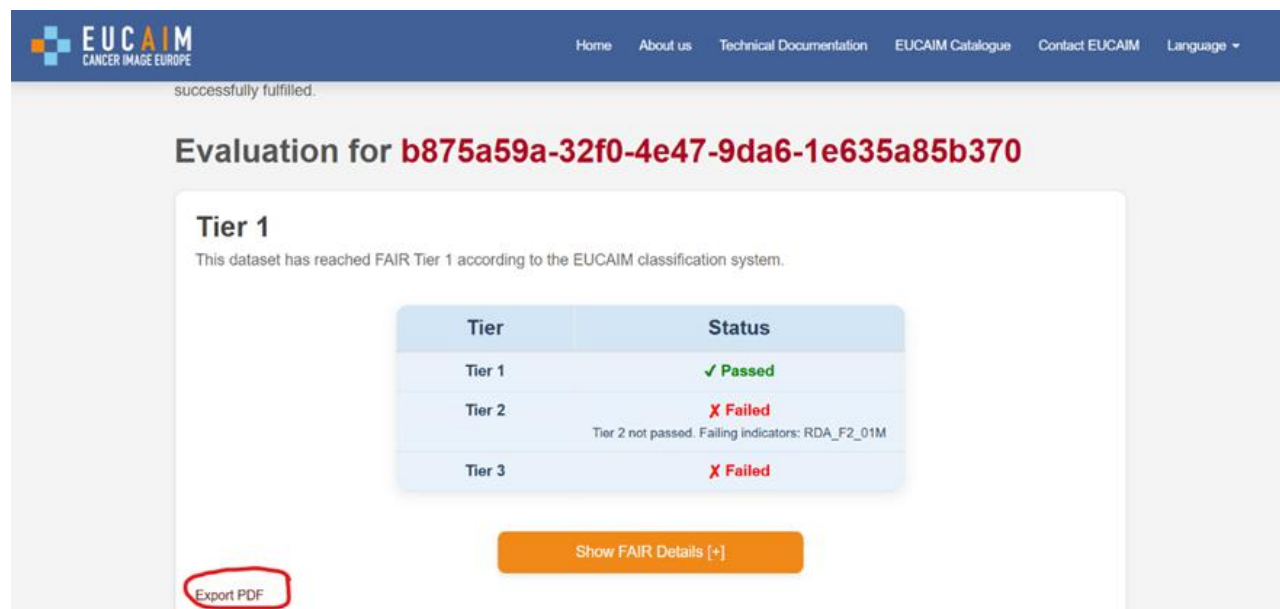 EUCAIM
CANCER IMAGE EUROPE
Home About us Technical Documentation EUCAIM Catalogue Contact EUCAIM Language
successfully fulfilled.
Evaluation for b875a59a-32f0-4e47-9da6-1e635a85b370
Tier 1
This dataset has reached FAIR Tier 1 according to the EUCAIM classification system.
Tier Status
Tier 1 ✓ Passed
Tier 2 ✗ Failed
Tier 2 not passed. Failing indicators: RDA_F2_01M
Tier 3 ✗ Failed
Show FAIR Details [+]
Export PDF